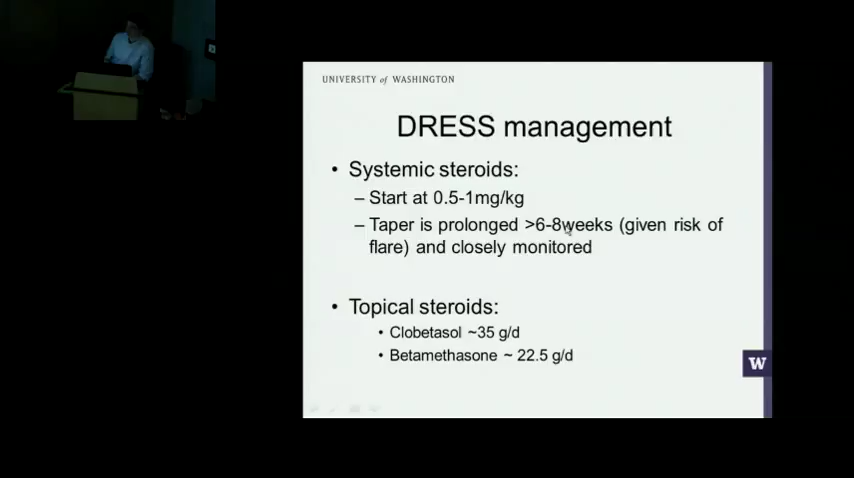 UNIVERSITY of WASHINGTON
DRESS management
• Systemic steroids:
– Start at 0.5-1mg/kg
– Taper is prolonged >6-8weeks (given risk of
flare) and closely monitored
• Topical steroids:
• Clobetasol ~35 g/d
• Betamethasone ~ 22.5 g/d
W